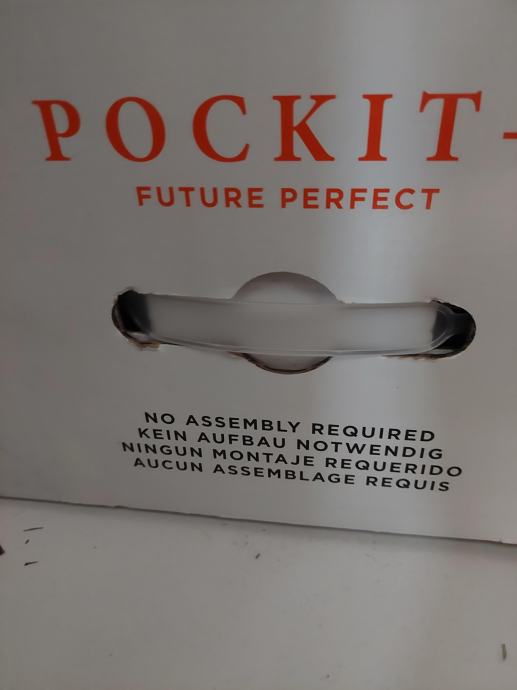 POCKIT-
FUTURE PERFECT
NO ASSEMBLY REQUIRED
KEIN AUFBAU NOTWENDIG
NINGUN MONTAJE REQUERIDO
AUCUN ASSEMBLAGE REQUIS